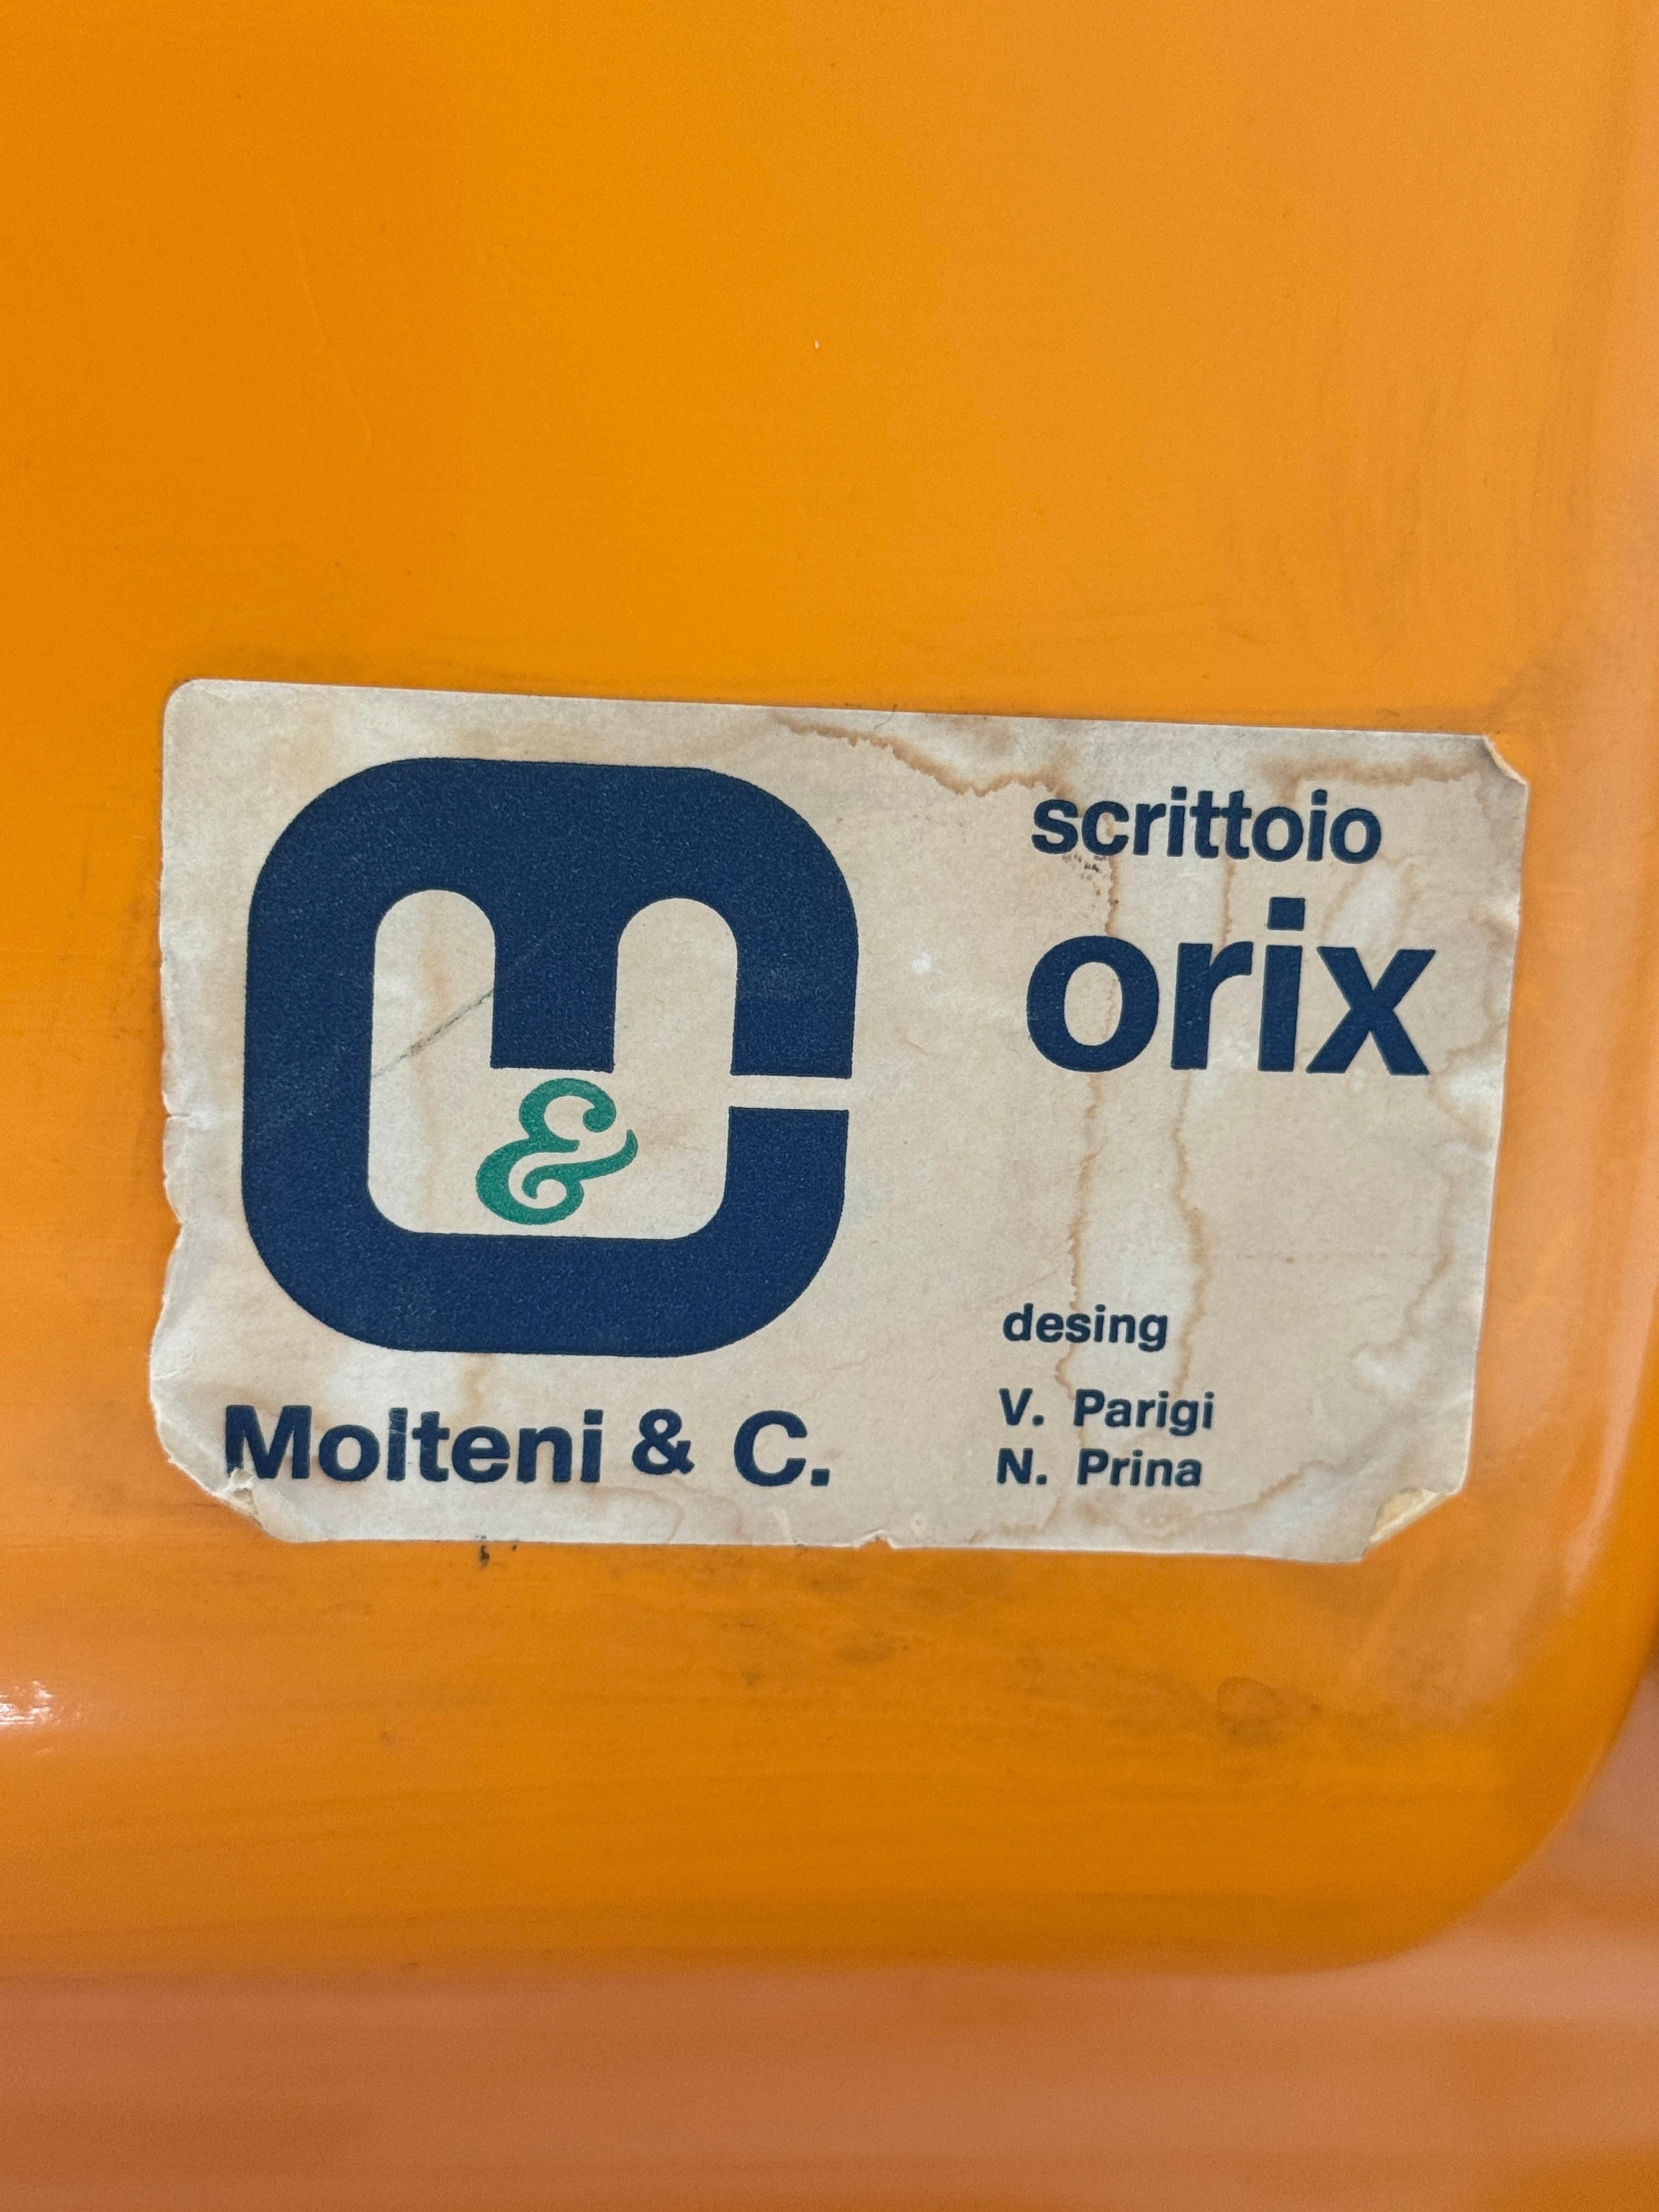 m&c
Molteni & C.
scrittoio
orix
desing
V. Parigi
N. Prina